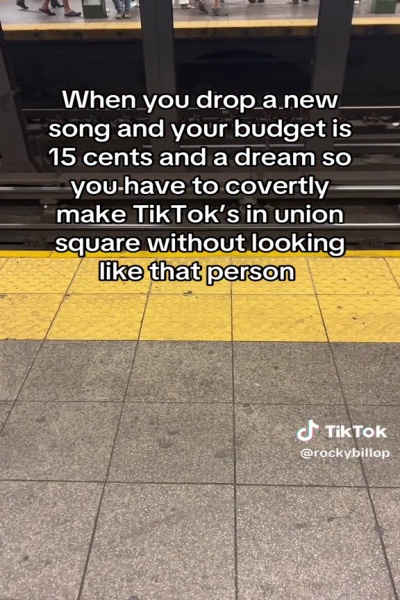 When you drop a new
song and your budget is
15 cents and a dream so
you have to covertly
make TikTok's in union
square without looking
like that person
TikTok
@rockybillop